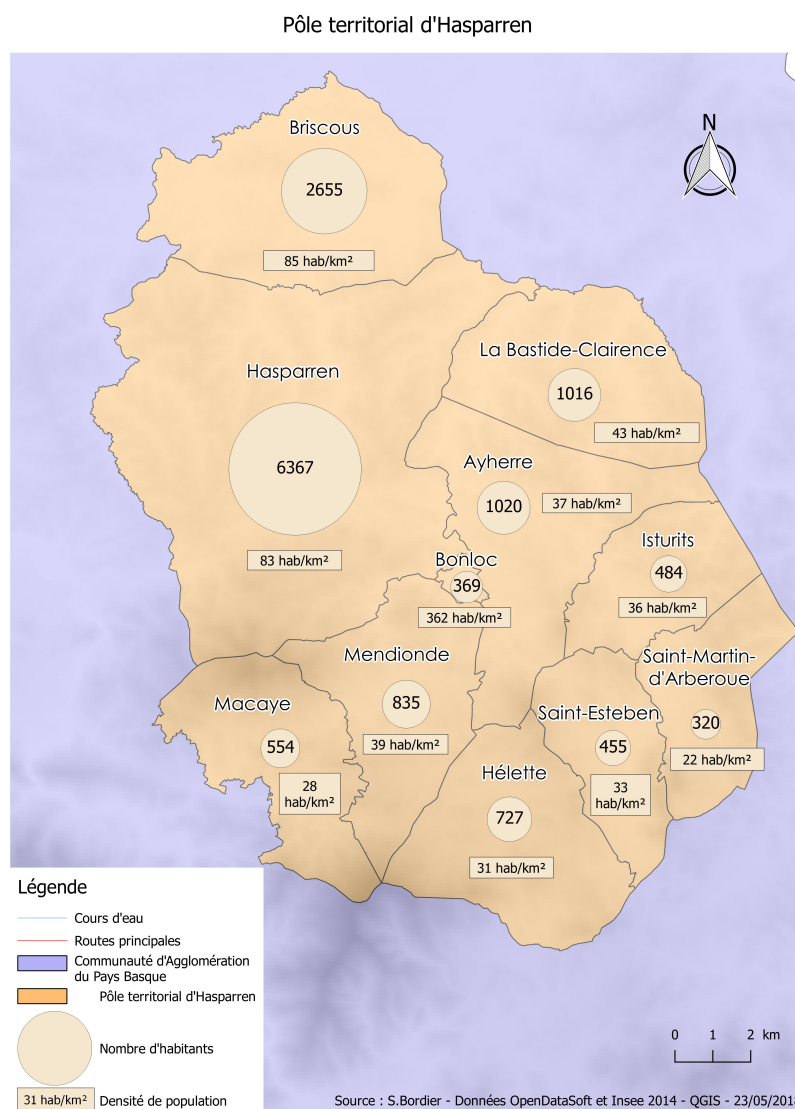 Pôle territorial d'Hasparren
N
Briscous
2655
85 hab/km²
La Bastide-Clairence
1016
43 hab/km²
Hasparren
6367
83 hab/km²
Ayherre
1020
37 hab/km²
Bonloc
369
362 hab/km²
Isturits
484
36 hab/km²
Mendionde
835
39 hab/km²
Saint-Martin-
d'Arberoue
320
22 hab/km²
Macaye
554
28
hab/km²
Saint-Esteben
455
33
hab/km²
Hélette
727
31 hab/km²
Légende
Cours d'eau
Routes principales
Communauté d'Agglomération
du Pays Basque
Pôle territorial d'Hasparren
Nombre d'habitants
31 hab/km² Densité de population
0 1 2 km
Source : S.Bordier - Données OpenDataSoft et Insee 2014 - QGIS - 23/05/2018